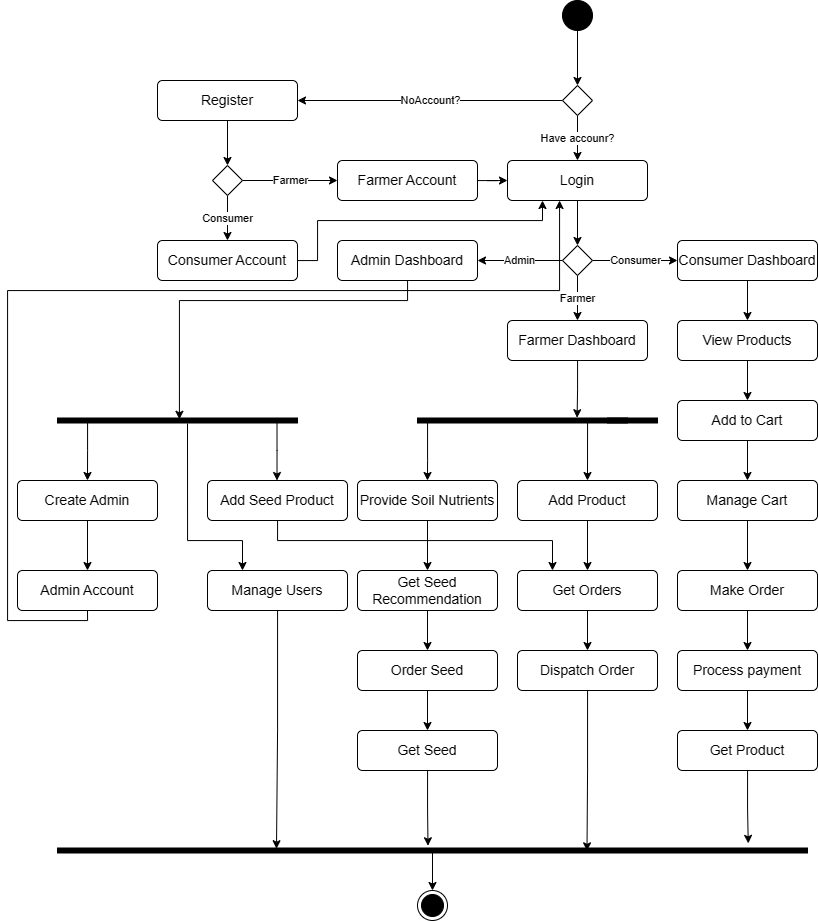 Register
NoAccount?
Have accounr?
Farmer
Farmer Account
Login
Consumer
Consumer Account
Admin Dashboard
Admin
Consumer
Consumer Dashboard
Farmer
Farmer Dashboard
View Products
Add to Cart
Create Admin
Add Seed Product
Provide Soil Nutrients
Add Product
Manage Cart
Admin Account
Manage Users
Get Seed
Recommendation
Get Orders
Make Order
Order Seed
Dispatch Order
Process payment
Get Seed
Get Product